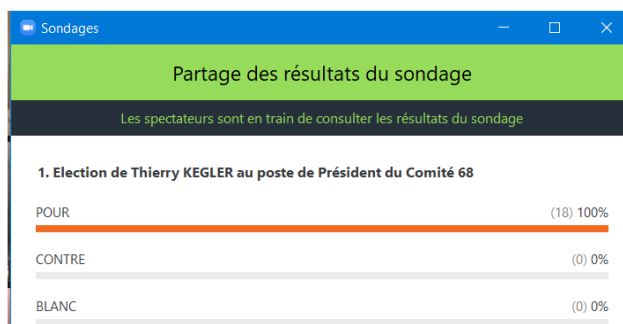 Sondages
Partage des résultats du sondage
Les spectateurs sont en train de consulter les résultats du sondage
1. Election de Thierry KEGLER au poste de Président du Comité 68
POUR (18) 100%
CONTRE (0) 0%
BLANC (0) 0%